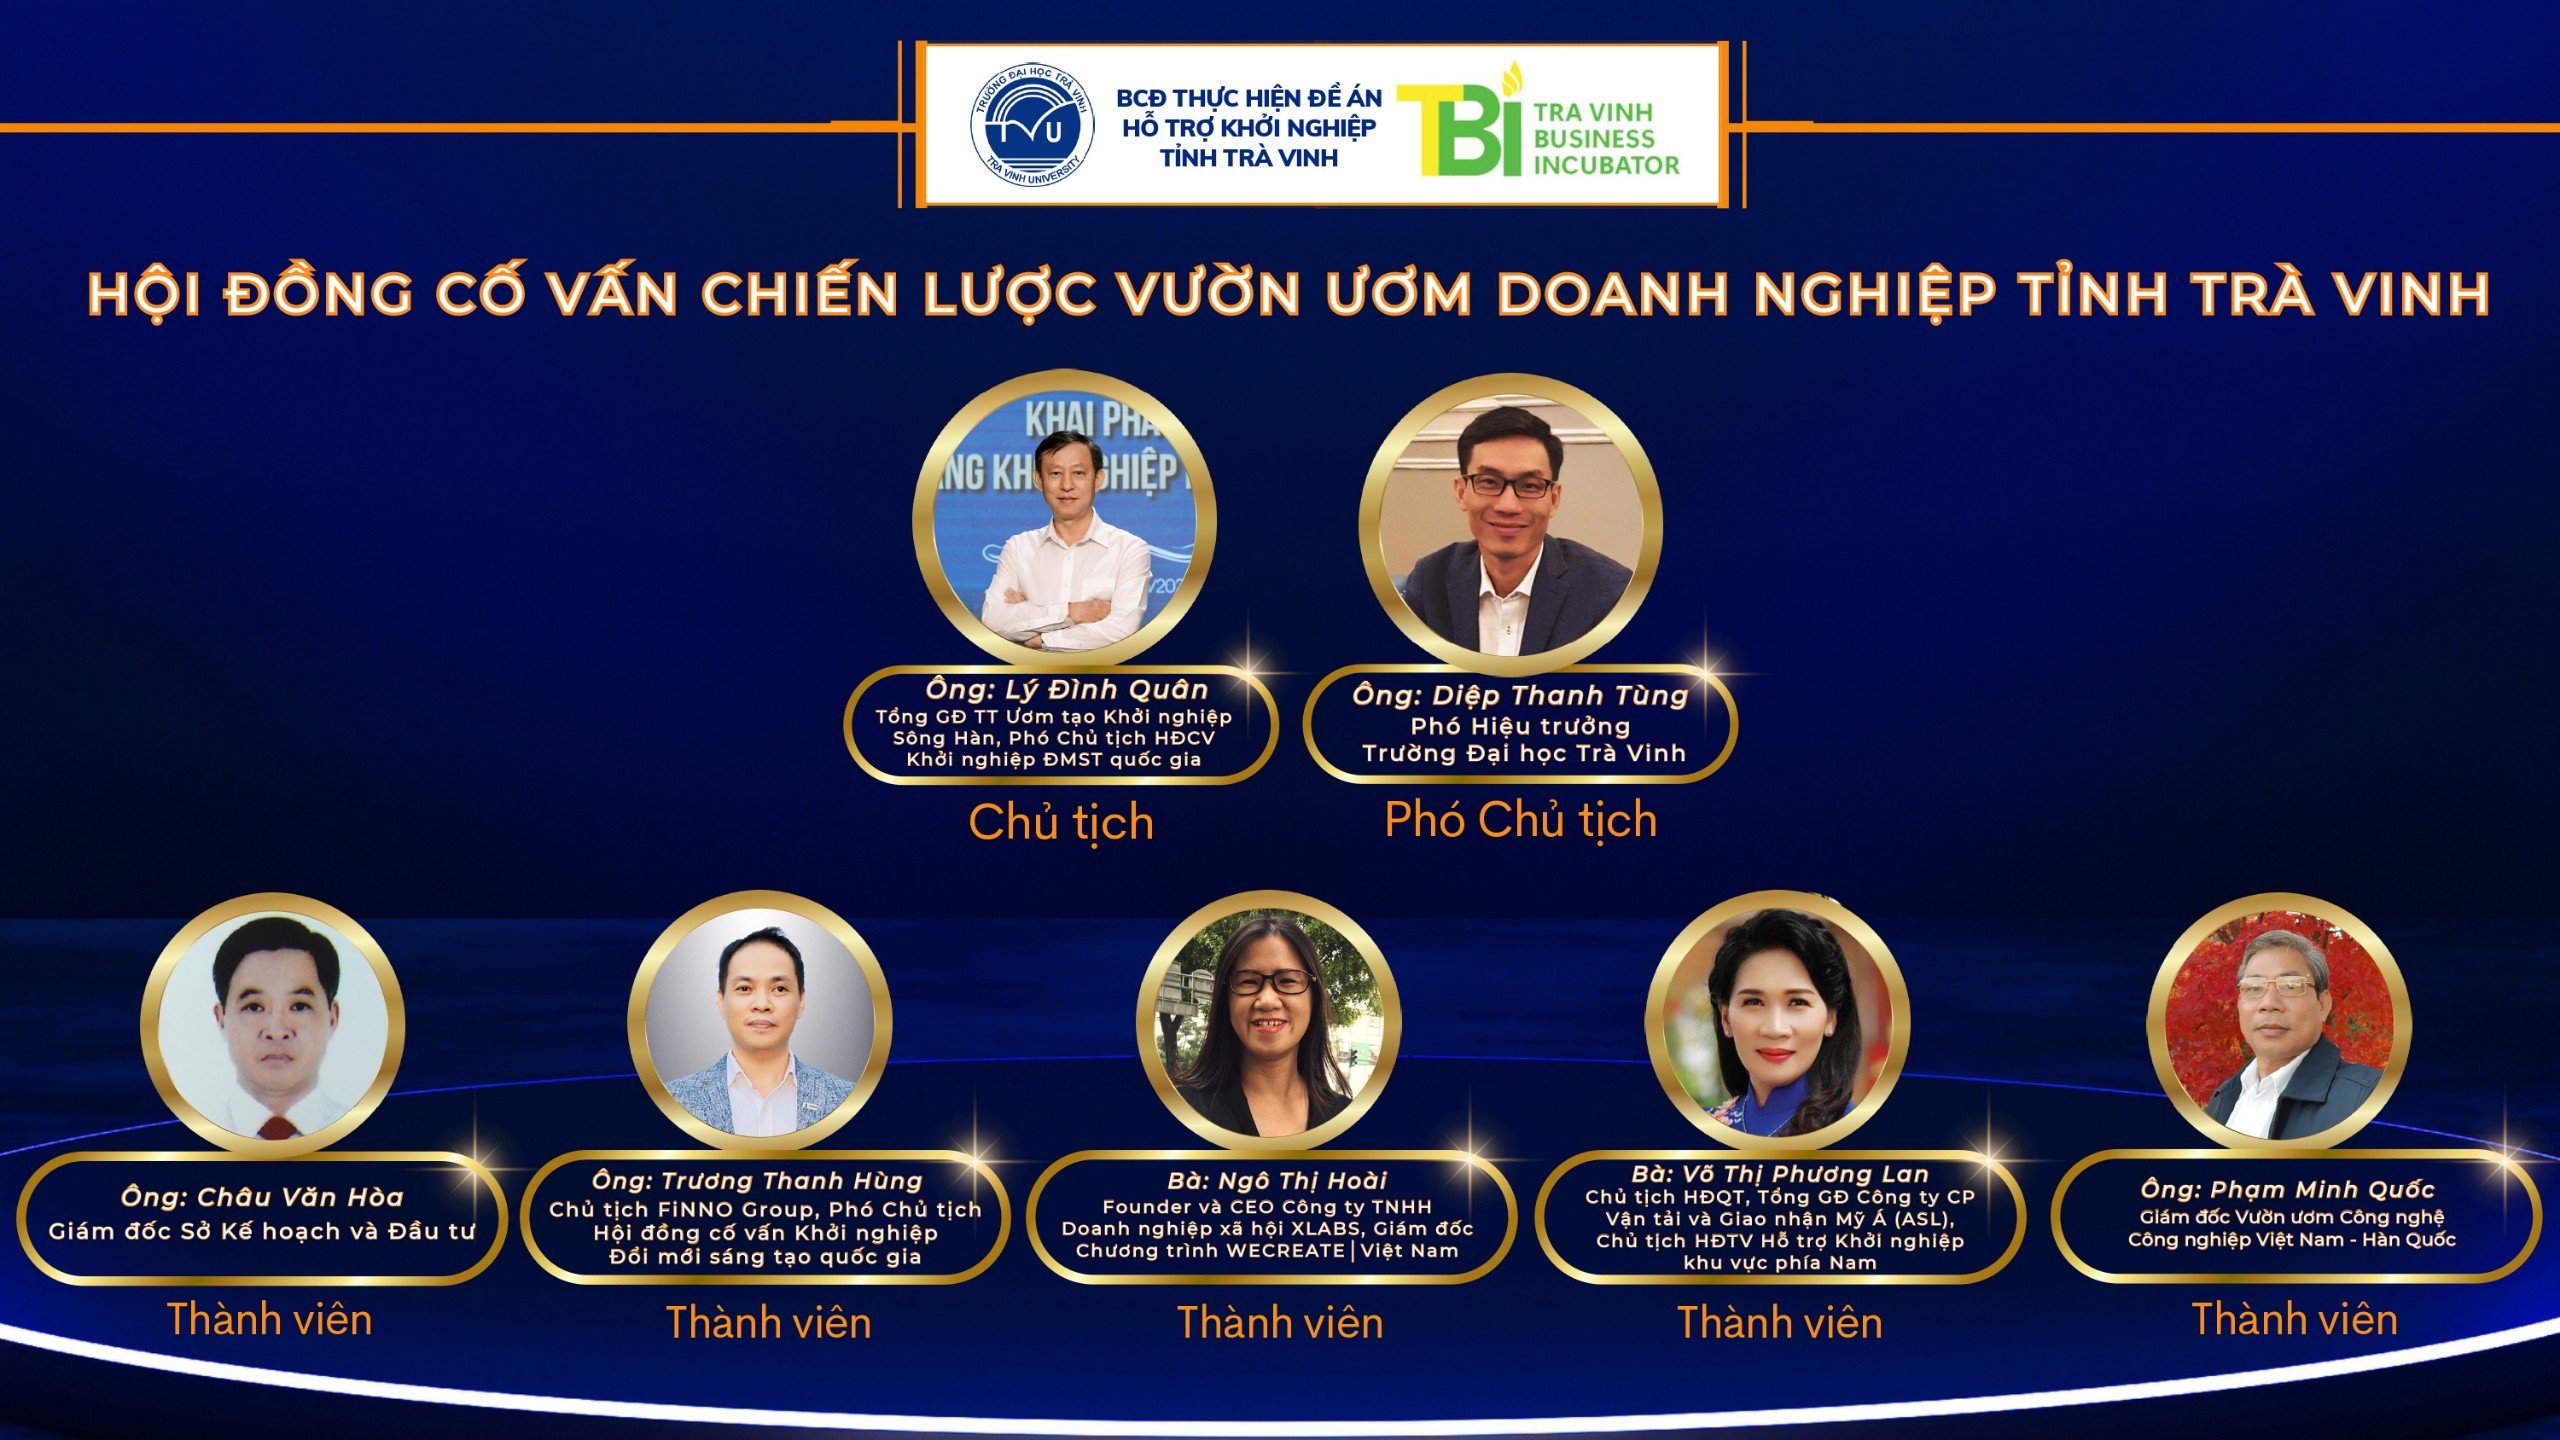 TRƯỜNG ĐẠI HỌC TRÀ VINH
TVU
TRA VINH UNIVERSITY
BCĐ THỰC HIỆN ĐỀ ÁN
HỖ TRỢ KHỞI NGHIỆP
TỈNH TRÀ VINH
TBI
TRA VINH
BUSINESS
INCUBATOR
HỘI ĐỒNG CỐ VẤN CHIẾN LƯỢC VƯỜN ƯƠM DOANH NGHIỆP TỈNH TRÀ VINH
KHAI PHÁ
Ông: Lý Đình Quân
Tổng GĐ TT Ươm tạo Khởi nghiệp
Sông Hàn, Phó Chủ tịch HĐCV
Khởi nghiệp ĐMST quốc gia
Chủ tịch
Ông: Diệp Thanh Tùng
Phó Hiệu trưởng
Trường Đại học Trà Vinh
Phó Chủ tịch
Ông: Châu Văn Hòa
Giám đốc Sở Kế hoạch và Đầu tư
Thành viên
Ông: Trương Thanh Hùng
Chủ tịch FiNNO Group, Phó Chủ tịch
Hội đồng cố vấn Khởi nghiệp
Đổi mới sáng tạo quốc gia
Thành viên
Bà: Ngô Thị Hoài
Founder và CEO Công ty TNHH
Doanh nghiệp xã hội XLABS, Giám đốc
Chương trình WECREATE|Việt Nam
Thành viên
Bà: Võ Thị Phương Lan
Chủ tịch HĐQT, Tổng GĐ Công ty CP
Vận tải và Giao nhận Mỹ Á (ASL),
Chủ tịch HĐTV Hỗ trợ Khởi nghiệp
khu vực phía Nam
Thành viên
Ông: Phạm Minh Quốc
Giám đốc Vườn ươm Công nghệ
Công nghiệp Việt Nam - Hàn Quốc
Thành viên